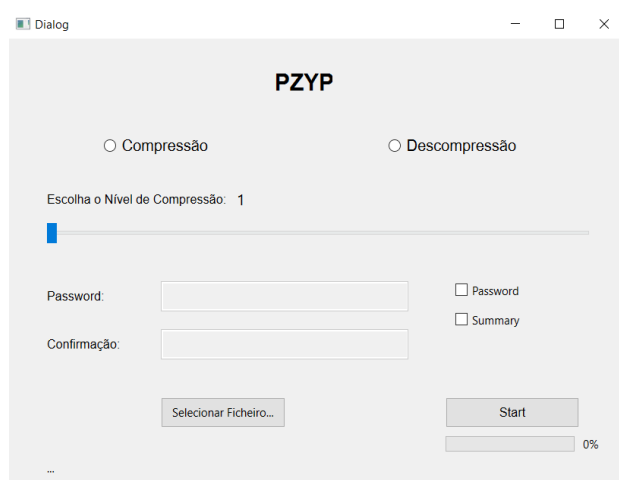 Dialog
PZYP
Compressão Descompressão
Escolha o Nível de Compressão: 1
Password: Password
Summary
Confirmação:
Selecionar Ficheiro... Start
0%
...